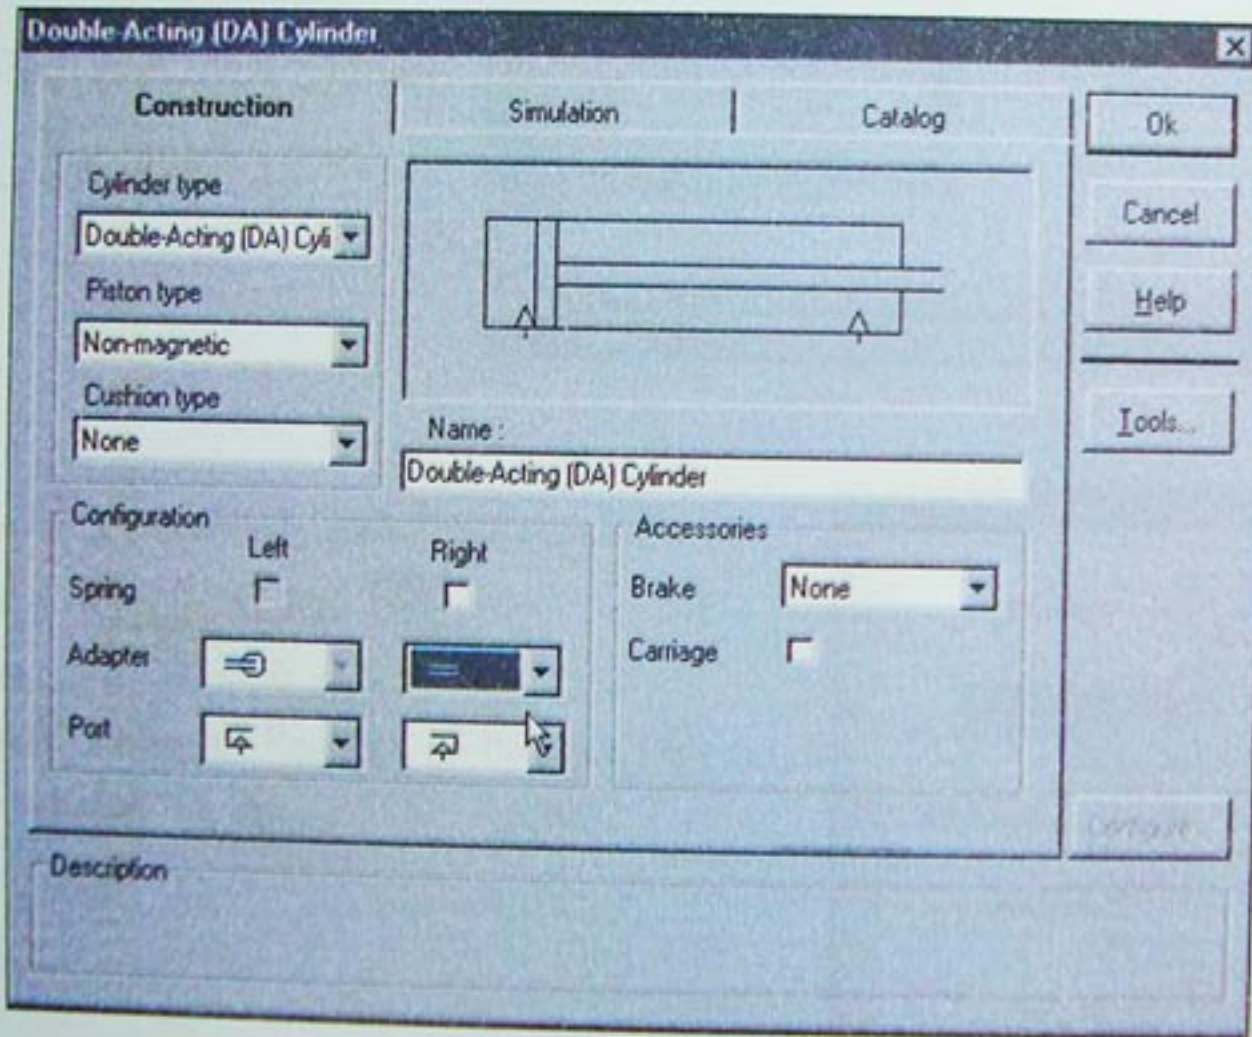 Double-Acting (DA) Cylinder
Construction
Simulation
Catalog
Ok
Cancel
Help
Tools...
Cylinder type
Double-Acting (DA) Cyli
Piston type
Non-magnetic
Cushion type
None
Name :
Double-Acting (DA) Cylinder
Configuration
Left
Right
Spring
Adapter
Port
Accessories
Brake
None
Carriage
Configure...
Description